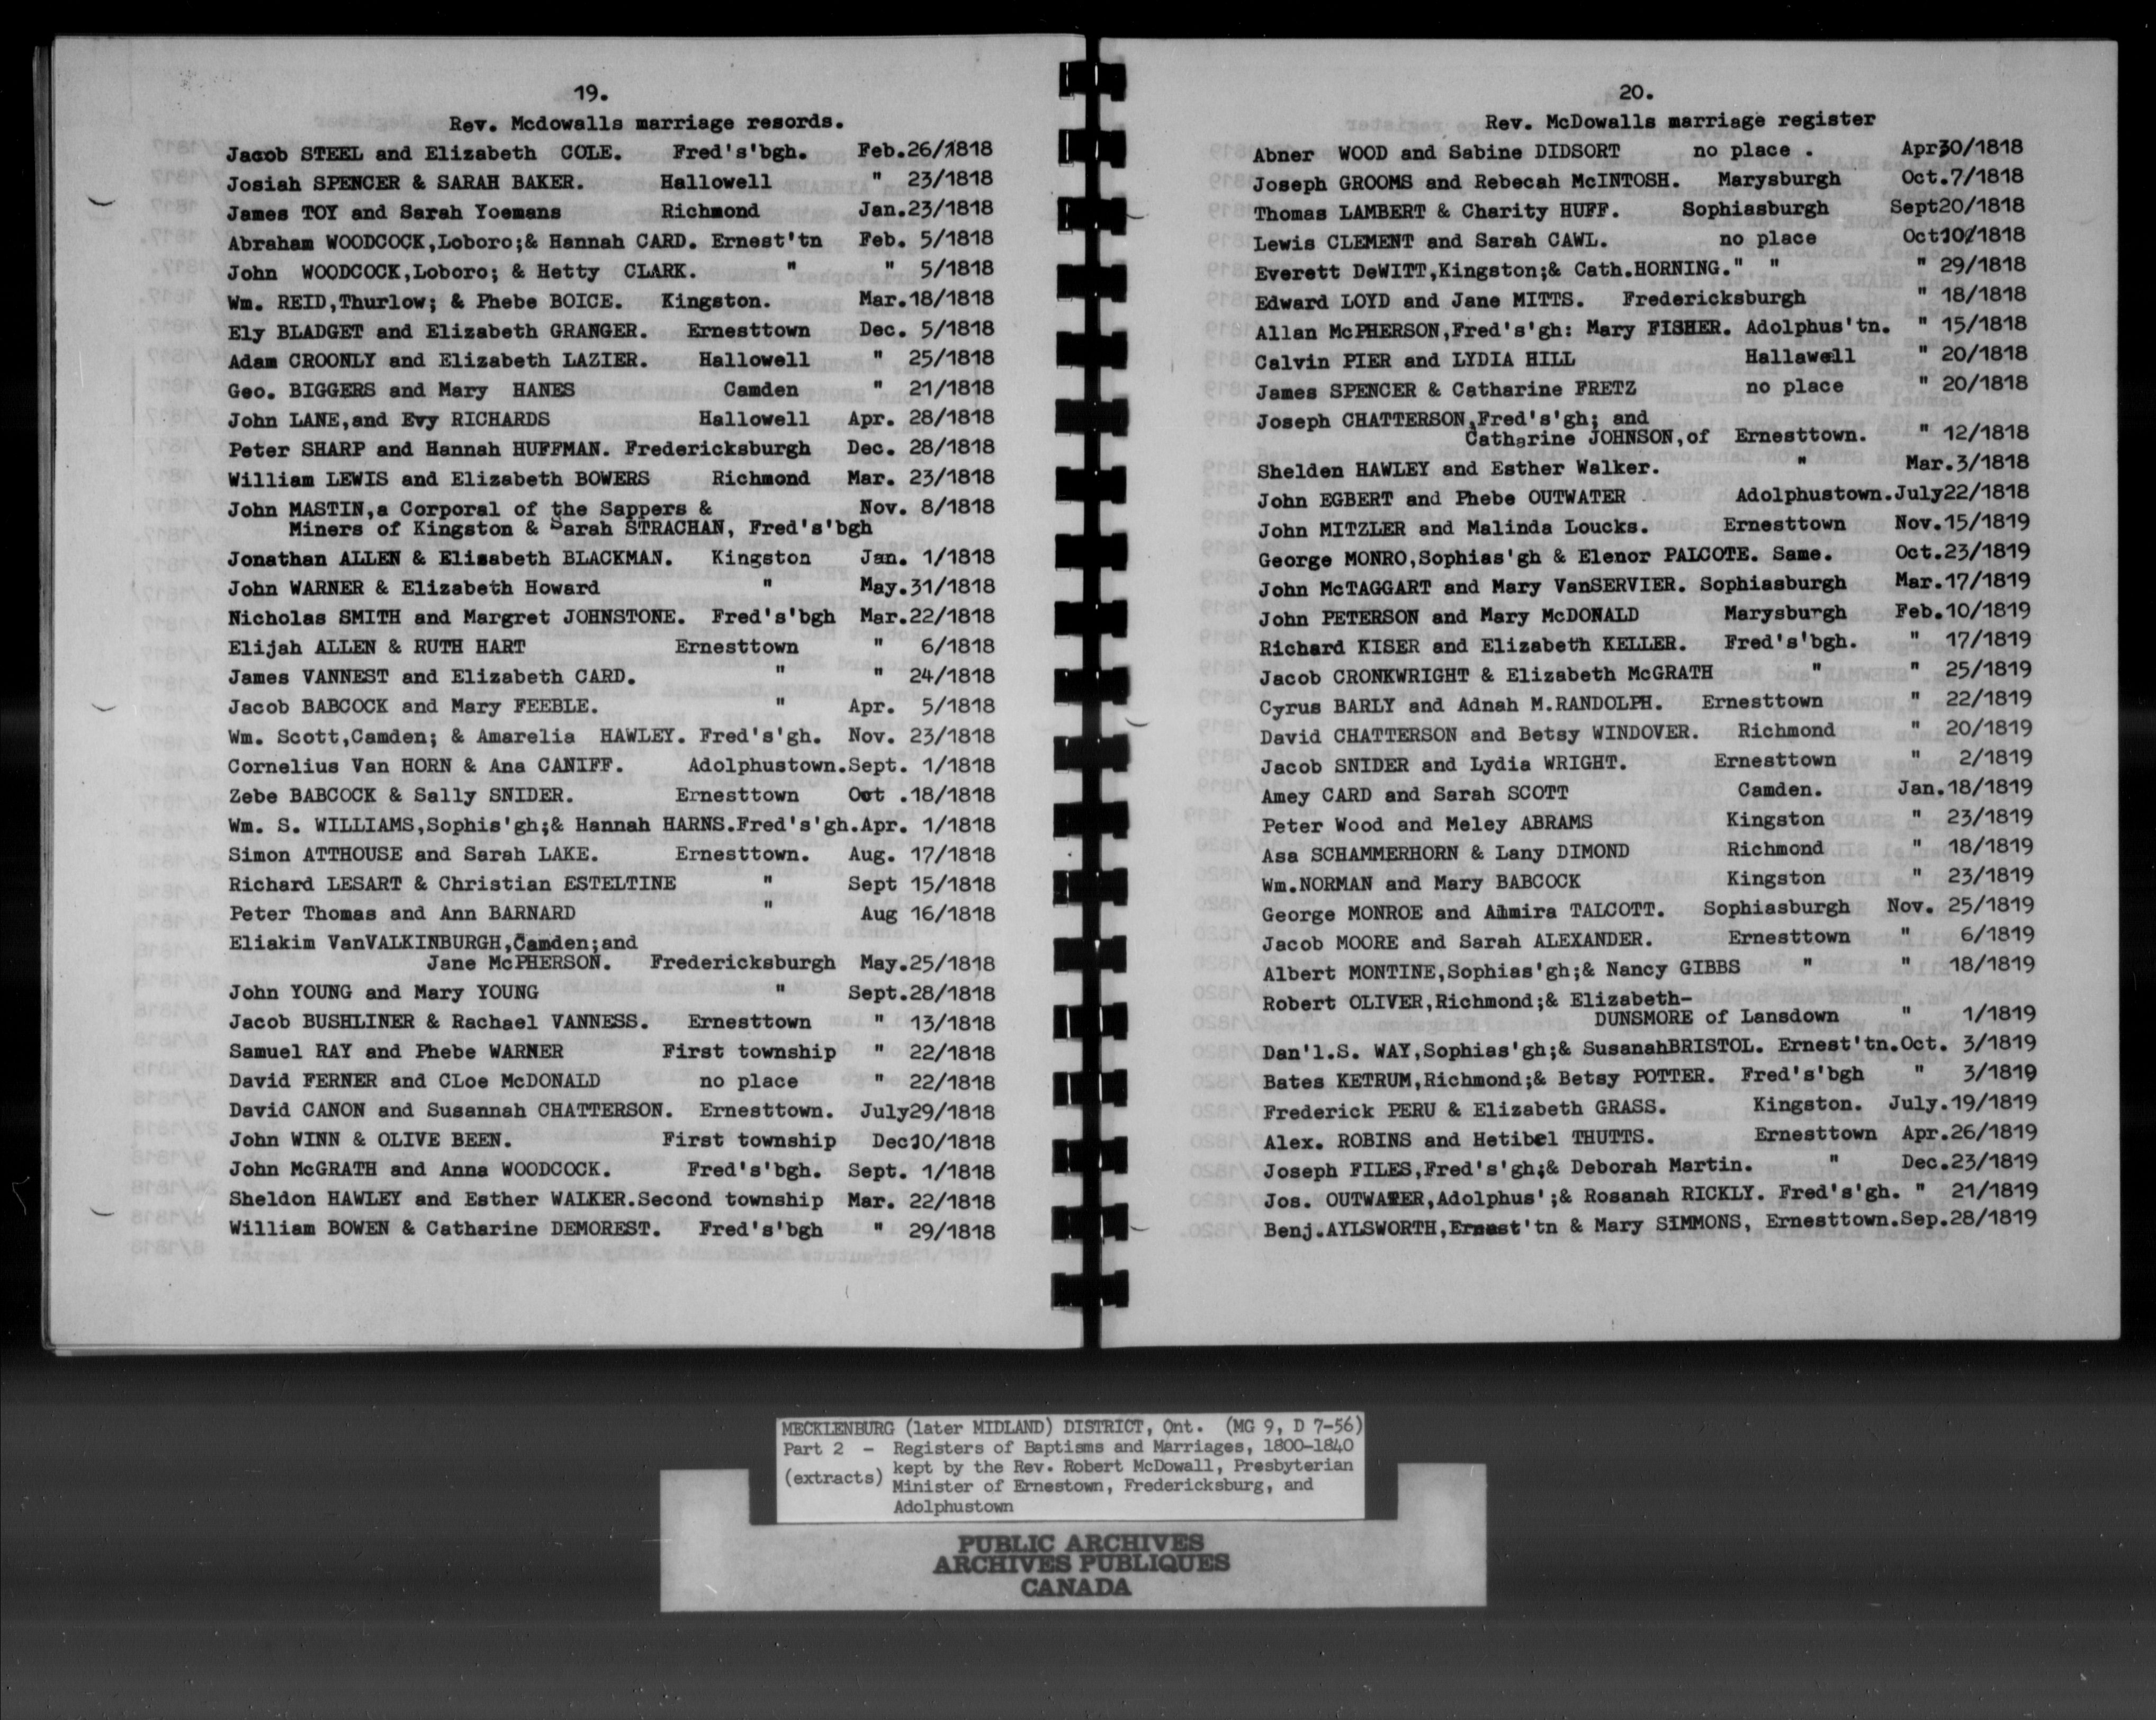 19.
Rev. Mcdowalls marriage resords.
Jacob STEEL and Elizabeth COLE. Fred's'bgh. Feb.26/1818
Josiah SPENCER & SARAH BAKER. Hallowell " 23/1818
James TOY and Sarah Yoemans Richmond Jan.23/1818
Abraham WOODCOCK,Loboro;& Hannah CARD. Ernest'tn Feb. 5/1818
John WOODCOCK,Loboro; & Hetty CLARK. " " 5/1818
Wm. REID,Thurlow; & Phebe BOICE. Kingston. Mar.18/1818
Ely BLADGET and Elizabeth GRANGER. Ernesttown Dec. 5/1818
Adam CROONLY and Elizabeth LAZIER. Hallowell " 25/1818
Geo. BIGGERS and Mary HANES Camden " 21/1818
John LANE,and Evy RICHARDS Hallowell Apr. 28/1818
Peter SHARP and Hannah HUFFMAN. Fredericksburgh Dec. 28/1818
William LEWIS and Elizabeth BOWERS Richmond Mar. 23/1818
John MASTIN,a Corporal of the Sappers & Nov. 8/1818
Miners of Kingston & Sarah STRACHAN, Fred's'bgh
Jonathan ALLEN & Elisabeth BLACKMAN. Kingston Jan. 1/1818
John WARNER & Elizabeth Howard " May.31/1818
Nicholas SMITH and Margret JOHNSTONE. Fred's'bgh Mar.22/1818
Elijah ALLEN & RUTH HART Ernesttown " 6/1818
James VANNEST and Elizabeth CARD. " " 24/1818
Jacob BABCOCK and Mary FEEBLE. " Apr. 5/1818
Wm. Scott,Camden; & Amarelia HAWLEY. Fred's'gh. Nov. 23/1818
Cornelius Van HORN & Ana CANIFF. Adolphustown.Sept. 1/1818
Zebe BABCOCK & Sally SNIDER. Ernesttown Oct .18/1818
Wm. S. WILLIAMS,Sophis'gh;& Hannah HARNS.Fred's'gh.Apr. 1/1818
Simon ATTHOUSE and Sarah LAKE. Ernesttown. Aug. 17/1818
Richard LESART & Christian ESTELTINE " Sept 15/1818
Peter Thomas and Ann BARNARD " Aug 16/1818
Eliakim VanVALKINBURGH,Camden;and
Jane McPHERSON. Fredericksburgh May.25/1818
John YOUNG and Mary YOUNG " Sept.28/1818
Jacob BUSHLINER & Rachael VANNESS. Ernesttown " 13/1818
Samuel RAY and Phebe WARNER First township " 22/1818
David FERNER and CLoe McDONALD no place " 22/1818
David CANON and Susannah CHATTERSON. Ernesttown. July29/1818
John WINN & OLIVE BEEN. First township Dec10/1818
John McGRATH and Anna WOODCOCK. Fred's'bgh. Sept. 1/1818
Sheldon HAWLEY and Esther WALKER.Second township Mar. 22/1818
William BOWEN & Catharine DEMOREST. Fred's'bgh " 29/1818
20.
Rev. McDowalls marriage register
Abner WOOD and Sabine DIDSORT no place . Apr30/1818
Joseph GROOMS and Rebecah McINTOSH. Marysburgh Oct.7/1818
Thomas LAMBERT & Charity HUFF. Sophiasburgh Sept20/1818
Lewis CLEMENT and Sarah CAWL. no place Oct10/1818
Everett DeWITT,Kingston;& Cath.HORNING." " " 29/1818
Edward LOYD and Jane MITTS. Fredericksburgh " 18/1818
Allan McPHERSON,Fred's'gh: Mary FISHER. Adolphus'tn. " 15/1818
Calvin PIER and LYDIA HILL Hallawell " 20/1818
James SPENCER & Catharine FRETZ no place " 20/1818
Joseph CHATTERSON,Fred's'gh; and
Catharine JOHNSON,of Ernesttown. " 12/1818
Shelden HAWLEY and Esther Walker. " Mar.3/1818
John EGBERT and Phebe OUTWATER Adolphustown.July22/1818
John MITZLER and Malinda Loucks. Ernesttown Nov.15/1819
George MONRO,Sophias'gh & Elenor PALCOTE. Same. Oct.23/1819
John McTAGGART and Mary VanSERVIER. Sophiasburgh Mar.17/1819
John PETERSON and Mary McDONALD Marysburgh Feb.10/1819
Richard KISER and Elizabeth KELLER. Fred's'bgh. " 17/1819
Jacob CRONKWRIGHT & Elizabeth McGRATH " " 25/1819
Cyrus BARLY and Adnah M.RANDOLPH. Ernesttown " 22/1819
David CHATTERSON and Betsy WINDOVER. Richmond " 20/1819
Jacob SNIDER and Lydia WRIGHT. Ernesttown " 2/1819
Amey CARD and Sarah SCOTT Camden. Jan.18/1819
Peter Wood and Meley ABRAMS Kingston " 23/1819
Asa SCHAMMERHORN & Lany DIMOND Richmond " 18/1819
Wm.NORMAN and Mary BABCOCK Kingston " 23/1819
George MONROE and Almira TALCOTT. Sophiasburgh Nov. 25/1819
Jacob MOORE and Sarah ALEXANDER. Ernesttown " 6/1819
Albert MONTINE,Sophias'gh;& Nancy GIBBS " " 18/1819
Robert OLIVER,Richmond;& Elizabeth-
DUNSMORE of Lansdown " 1/1819
Dan'l.S. WAY,Sophias'gh;& SusanahBRISTOL. Ernest'tn.Oct. 3/1819
Bates KETRUM,Richmond;& Betsy POTTER. Fred's'bgh " 3/1819
Frederick PERU & Elizabeth GRASS. Kingston. July.19/1819
Alex. ROBINS and Hetibel THUTTS. Ernesttown Apr.26/1819
Joseph FILES,Fred's'gh;& Deborah Martin. " Dec.23/1819
Jos. OUTWATER,Adolphus';& Rosanah RICKLY. Fred's'gh. " 21/1819
Benj.AYLSWORTH,Ernest'tn & Mary SIMMONS, Ernesttown.Sep.28/1819
MECKLENBURG (later MIDLAND) DISTRICT, Ont. (MG 9, D 7-56)
Part 2 - Registers of Baptisms and Marriages, 1800-1840
(extracts) kept by the Rev. Robert McDowall, Presbyterian
Minister of Ernestown, Fredericksburg, and
Adolphustown
PUBLIC ARCHIVES
ARCHIVES PUBLIQUES
CANADA